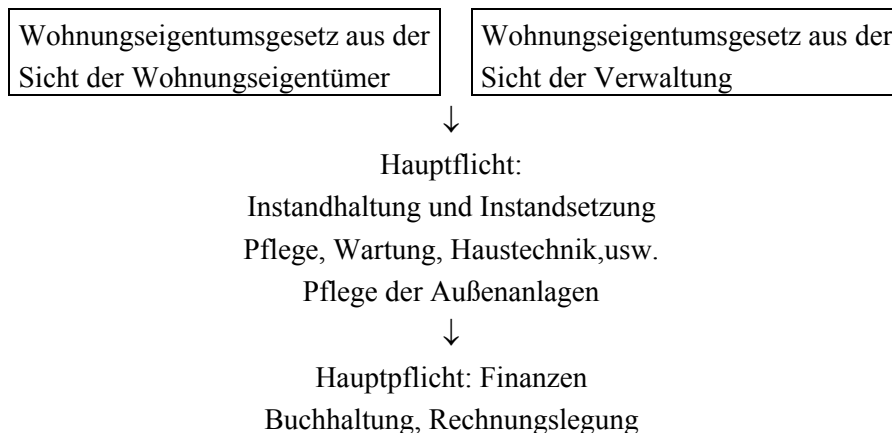 Wohnungseigentumsgesetz aus der
Sicht der Wohnungseigentümer
Wohnungseigentumsgesetz aus der
Sicht der Verwaltung
↓
Hauptflicht:
Instandhaltung und Instandsetzung
Pflege, Wartung, Haustechnik,usw.
Pflege der Außenanlagen
↓
Hauptpflicht: Finanzen
Buchhaltung, Rechnungslegung